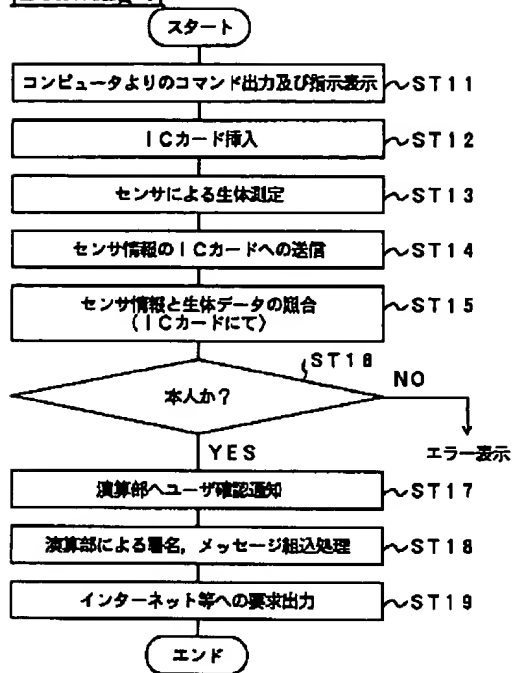 スタート
コンピュータよりのコマンド出力及び指示表示 ～ST11
ICカード挿入 ～ST12
センサによる生体測定 ～ST13
センサ情報のICカードへの送信 ～ST14
センサ情報と生体データの照合 ～ST15
(ICカードにて)
ST16
本人か?
NO
YES
エラー表示
演算部へユーザ確認通知 ～ST17
演算部による署名,メッセージ組込処理 ～ST18
インターネット等への要求出力 ～ST19
エンド